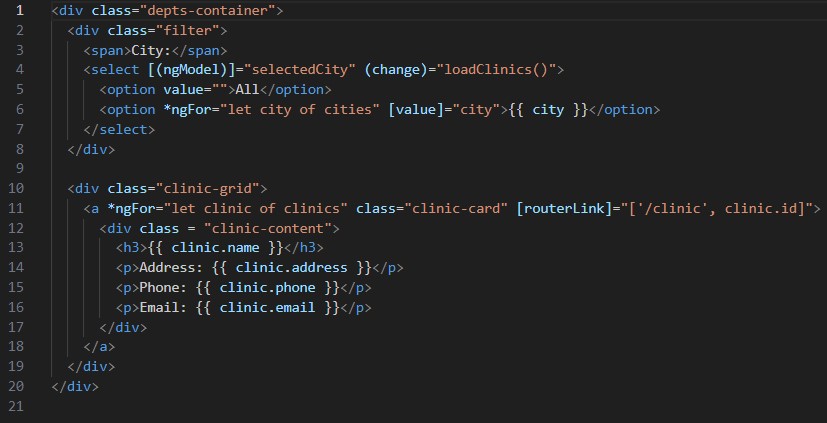 1 <div class="depts-container">
2   <div class="filter">
3     <span>City:</span>
4     <select [(ngModel)]="selectedCity" (change)="loadClinics()">
5       <option value="">All</option>
6       <option *ngFor="let city of cities" [value]="city">{{ city }}</option>
7     </select>
8   </div>
9
10   <div class="clinic-grid">
11     <a *ngFor="let clinic of clinics" class="clinic-card" [routerLink]="['/clinic', clinic.id]">
12       <div class = "clinic-content">
13         <h3>{{ clinic.name }}</h3>
14         <p>Address: {{ clinic.address }}</p>
15         <p>Phone: {{ clinic.phone }}</p>
16         <p>Email: {{ clinic.email }}</p>
17       </div>
18     </a>
19   </div>
20 </div>
21